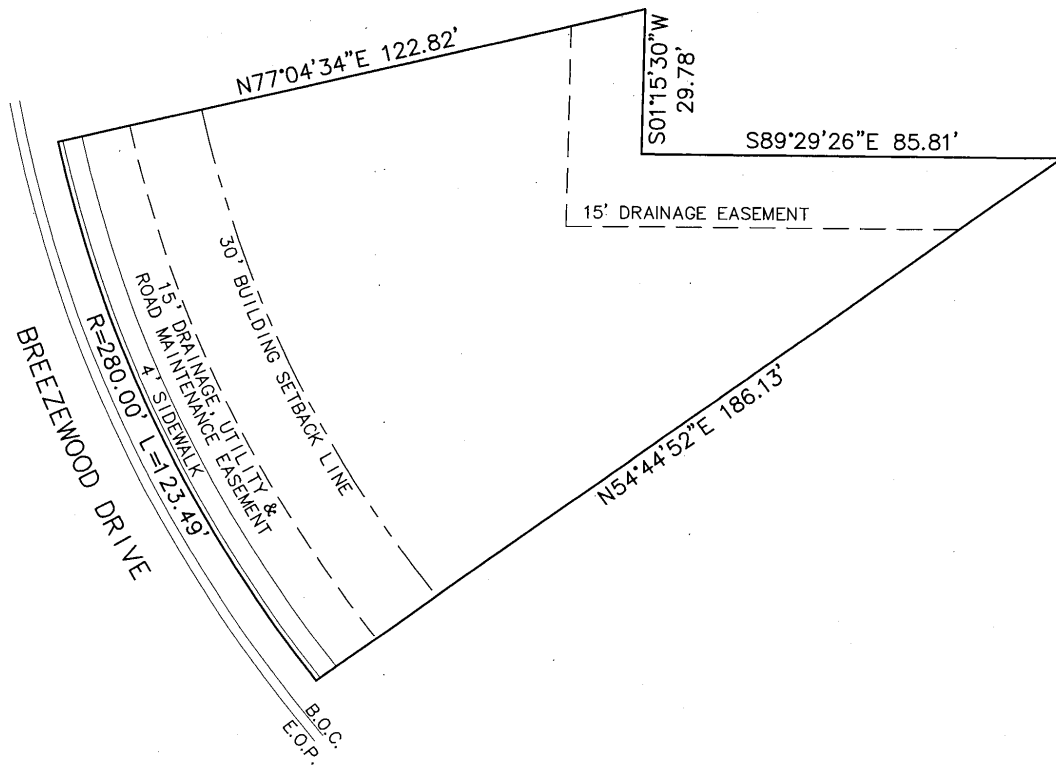 N77°04'34"E 122.82'
S01°15'30"W
29.78'
S89°29'26"E 85.81'
15' DRAINAGE EASEMENT
30' BUILDING SETBACK LINE
15' DRAINAGE, UTILITY &
ROAD MAINTENANCE EASEMENT
4' SIDEWALK
R=280.00' L=123.49'
BREEZEWOOD DRIVE
N54°44'52"E 186.13'
B.O.C.
E.O.P.